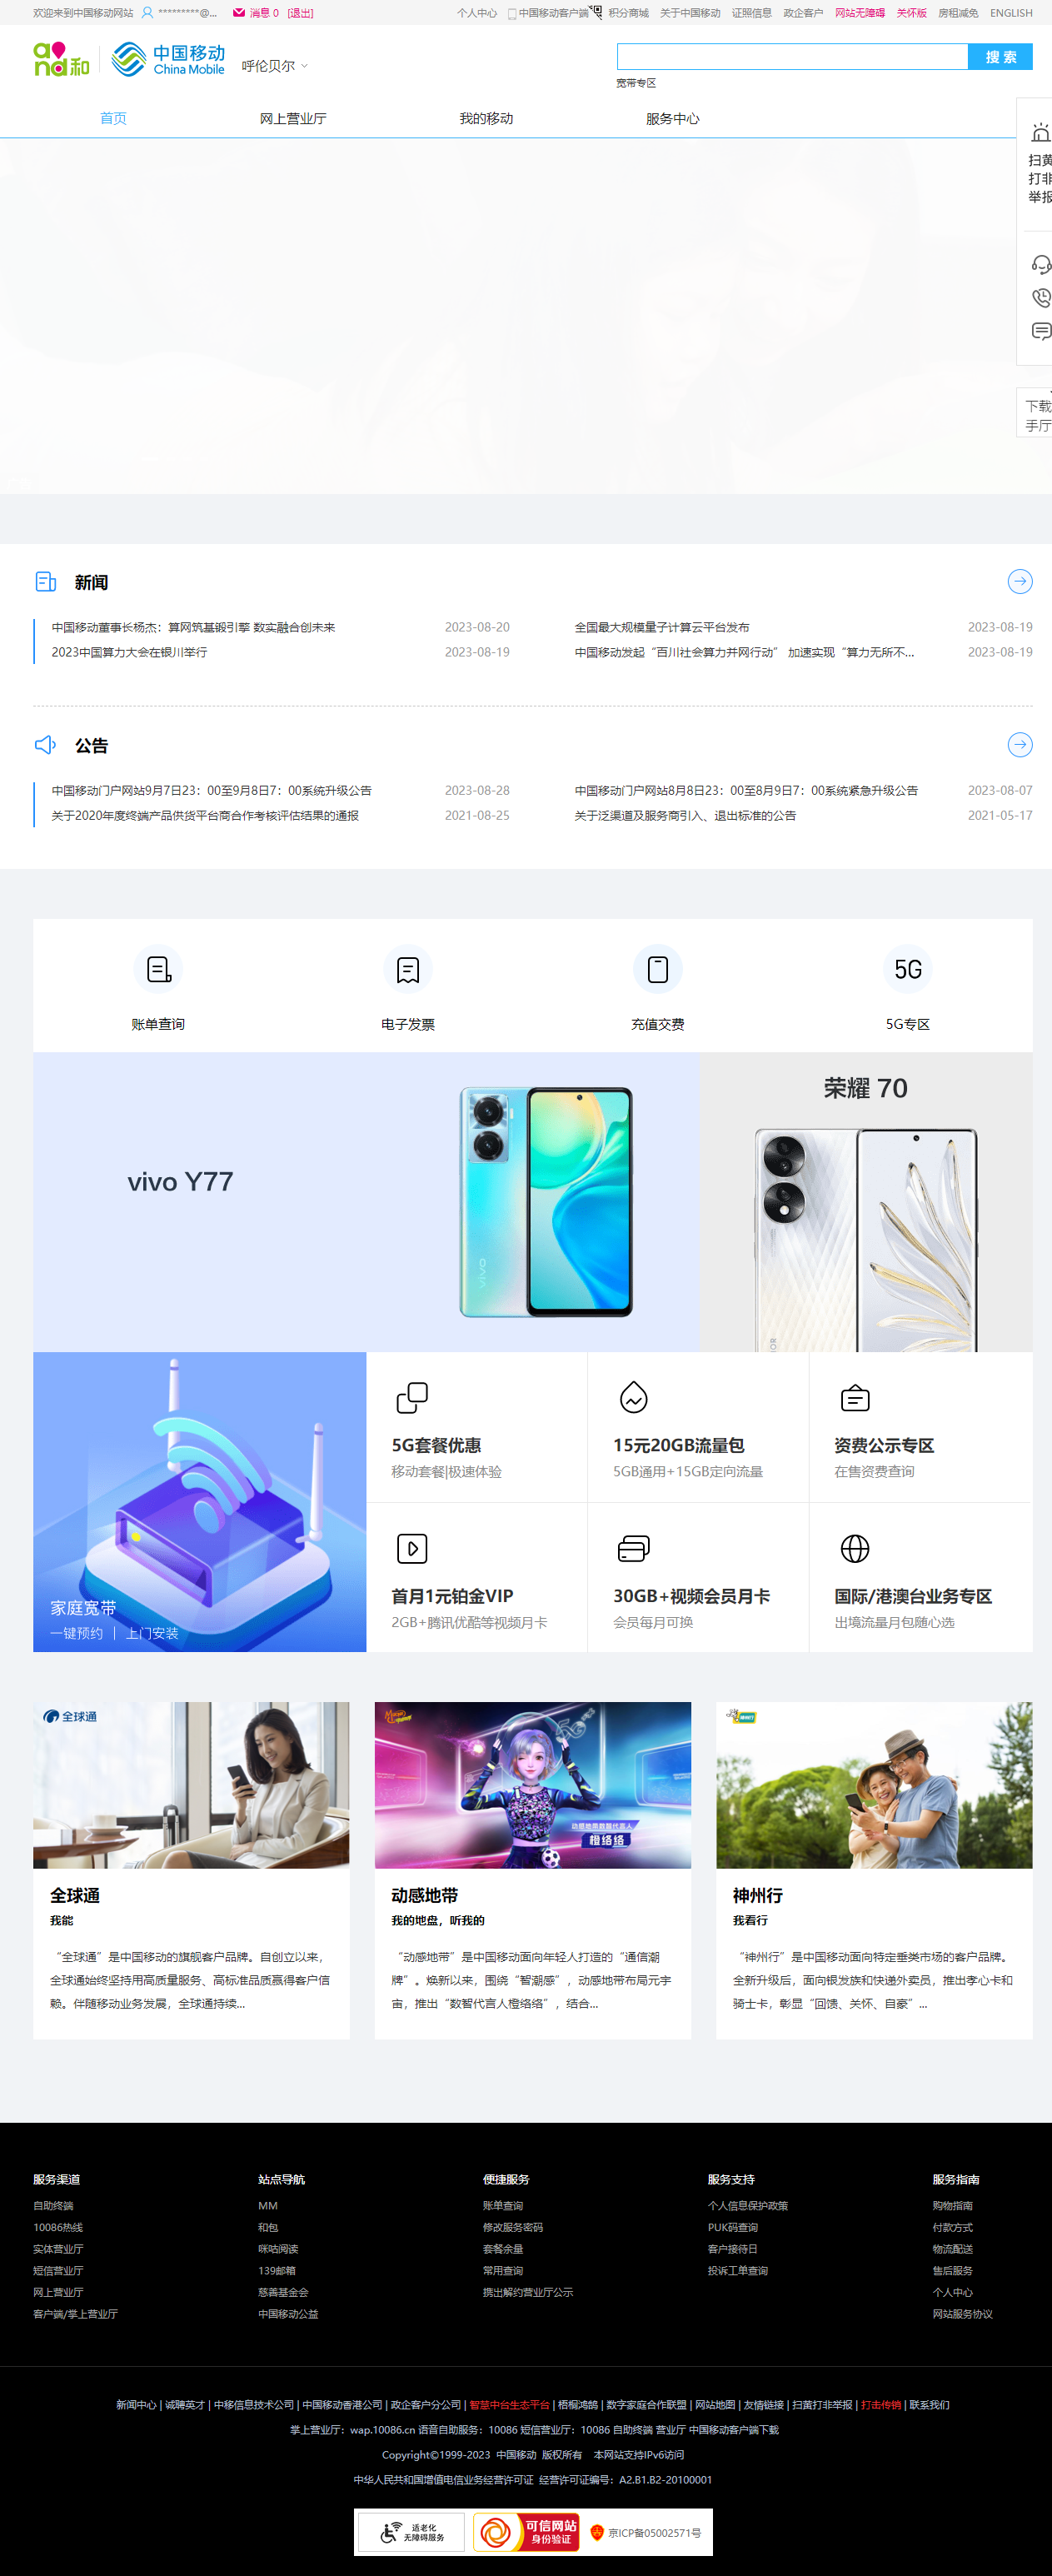 欢迎来到中国移动网站 *********@... 消息 0 [退出] 个人中心 中国移动客户端 积分商城 关于中国移动 证照信息 政企客户 网站无障碍 关怀版 房租减免 ENGLISH
and和 中国移动 China Mobile 呼伦贝尔 搜 索
宽带专区
首页 网上营业厅 我的移动 服务中心
扫黄
打非
举报
下载
手厅
新闻
中国移动董事长杨杰：算网筑基锻引擎 数实融合创未来 2023-08-20 全国最大规模量子计算云平台发布 2023-08-19
2023中国算力大会在银川举行 2023-08-19 中国移动发起“百川社会算力并网行动” 加速实现“算力无所不... 2023-08-19
公告
中国移动门户网站9月7日23：00至9月8日7：00系统升级公告 2023-08-28 中国移动门户网站8月8日23：00至8月9日7：00系统紧急升级公告 2023-08-07
关于2020年度终端产品供货平台商合作考核评估结果的通报 2021-08-25 关于泛渠道及服务商引入、退出标准的公告 2021-05-17
5G
账单查询 电子发票 充值交费 5G专区
荣耀 70
vivo Y77
vivo
5G套餐优惠 15元20GB流量包 资费公示专区
移动套餐|极速体验 5GB通用+15GB定向流量 在售资费查询
首月1元铂金VIP 30GB+视频会员月卡 国际/港澳台业务专区
2GB+腾讯优酷等视频月卡 会员每月可换 出境流量月包随心选
家庭宽带
一键预约 | 上门安装
全球通
5G
动感地带数智代言人
橙络络
全球通 动感地带 神州行
我能 我的地盘，听我的 我看行
“全球通”是中国移动的旗舰客户品牌。自创立以来，
全球通始终坚持用高质量服务、高标准品质赢得客户信
赖。伴随移动业务发展，全球通持续...
“动感地带”是中国移动面向年轻人打造的“通信潮
牌”。焕新以来，围绕“智潮感”，动感地带布局元宇
宙，推出“数智代言人橙络络”，结合...
“神州行”是中国移动面向特定垂类市场的客户品牌。
全新升级后，面向银发族和快递外卖员，推出孝心卡和
骑士卡，彰显“回馈、关怀、自豪”...
服务渠道 站点导航 便捷服务 服务支持 服务指南
自助终端 MM 账单查询 个人信息保护政策 购物指南
10086热线 和包 修改服务密码 PUK码查询 付款方式
实体营业厅 咪咕阅读 套餐余量 客户接待日 物流配送
短信营业厅 139邮箱 常用查询 投诉工单查询 售后服务
网上营业厅 慈善基金会 携出解约营业厅公示 个人中心
客户端/掌上营业厅 中国移动公益 网站服务协议
新闻中心 | 诚聘英才 | 中移信息技术公司 | 中国移动香港公司 | 政企客户分公司 | 智慧中台生态平台 | 梧桐鸿鹄 | 数字家庭合作联盟 | 网站地图 | 友情链接 | 扫黄打非举报 | 打击传销 | 联系我们
掌上营业厅：wap.10086.cn 语音自助服务：10086 短信营业厅：10086 自助终端 营业厅 中国移动客户端下载
Copyright©1999-2023 中国移动 版权所有 本网站支持IPv6访问
中华人民共和国增值电信业务经营许可证 经营许可证编号：A2.B1.B2-20100001
适老化
无障碍服务
可信网站
身份验证
京ICP备05002571号